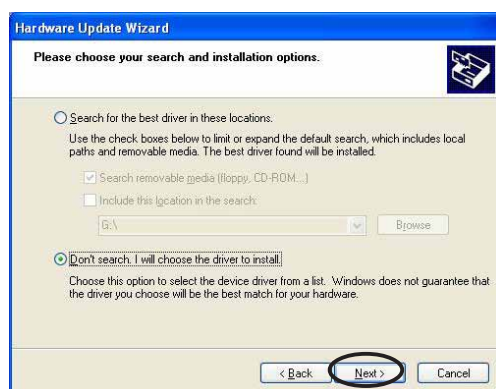 Hardware Update Wizard
Please choose your search and installation options.
Search for the best driver in these locations.
Use the check boxes below to limit or expand the default search, which includes local
paths and removable media. The best driver found will be installed.
Search removable media (floppy, CD-ROM...)
Include this location in the search:
G:\
Browse
Don't search. I will choose the driver to install.
Choose this option to select the device driver from a list. Windows does not guarantee that
the driver you choose will be the best match for your hardware.
< Back Next > Cancel